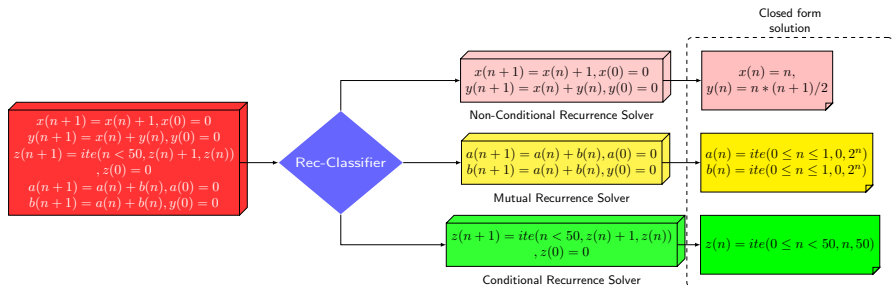 Closed form
solution
x(n + 1) = x(n) + 1, x(0) = 0
y(n + 1) = x(n) + y(n), y(0) = 0
z(n + 1) = ite(n < 50, z(n) + 1, z(n))
, z(0) = 0
a(n + 1) = a(n) + b(n), a(0) = 0
b(n + 1) = a(n) + b(n), y(0) = 0
Rec-Classifier
x(n + 1) = x(n) + 1, x(0) = 0
y(n + 1) = x(n) + y(n), y(0) = 0
Non-Conditional Recurrence Solver
x(n) = n,
y(n) = n ∗ (n + 1)/2
a(n + 1) = a(n) + b(n), a(0) = 0
b(n + 1) = a(n) + b(n), y(0) = 0
Mutual Recurrence Solver
a(n) = ite(0 ≤ n ≤ 1, 0, 2^n)
b(n) = ite(0 ≤ n ≤ 1, 0, 2^n)
z(n + 1) = ite(n < 50, z(n) + 1, z(n))
, z(0) = 0
Conditional Recurrence Solver
z(n) = ite(0 ≤ n < 50, n, 50)